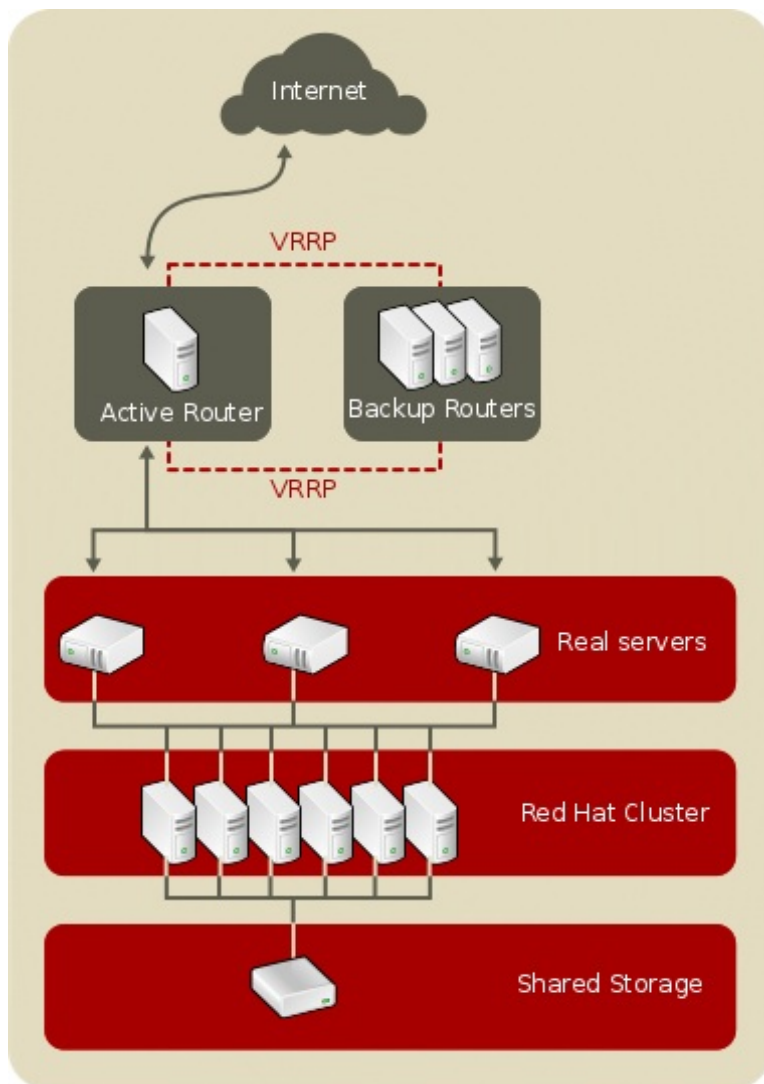 Internet
VRRP
Active Router
Backup Routers
VRRP
Real servers
Red Hat Cluster
Shared Storage